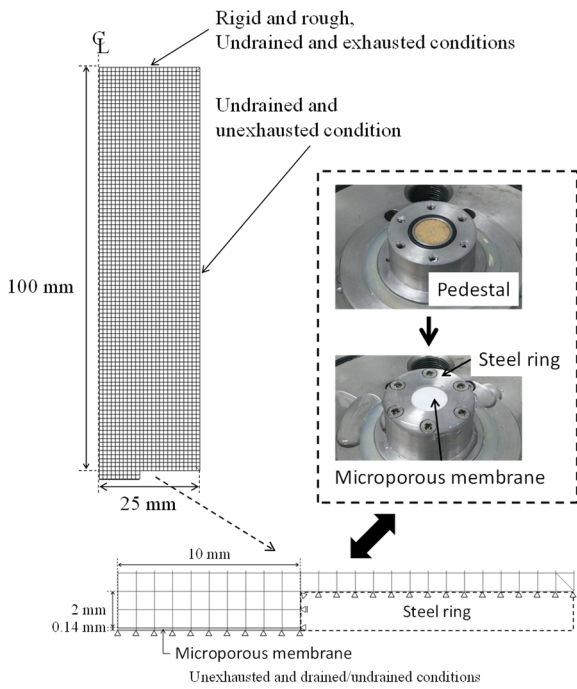 Rigid and rough,
Undrained and exhausted conditions
℄
Undrained and
unexhausted condition
100 mm
25 mm
Pedestal
Steel ring
Microporous membrane
10 mm
2 mm
0.14 mm
Steel ring
Microporous membrane
Unexhausted and drained/undrained conditions